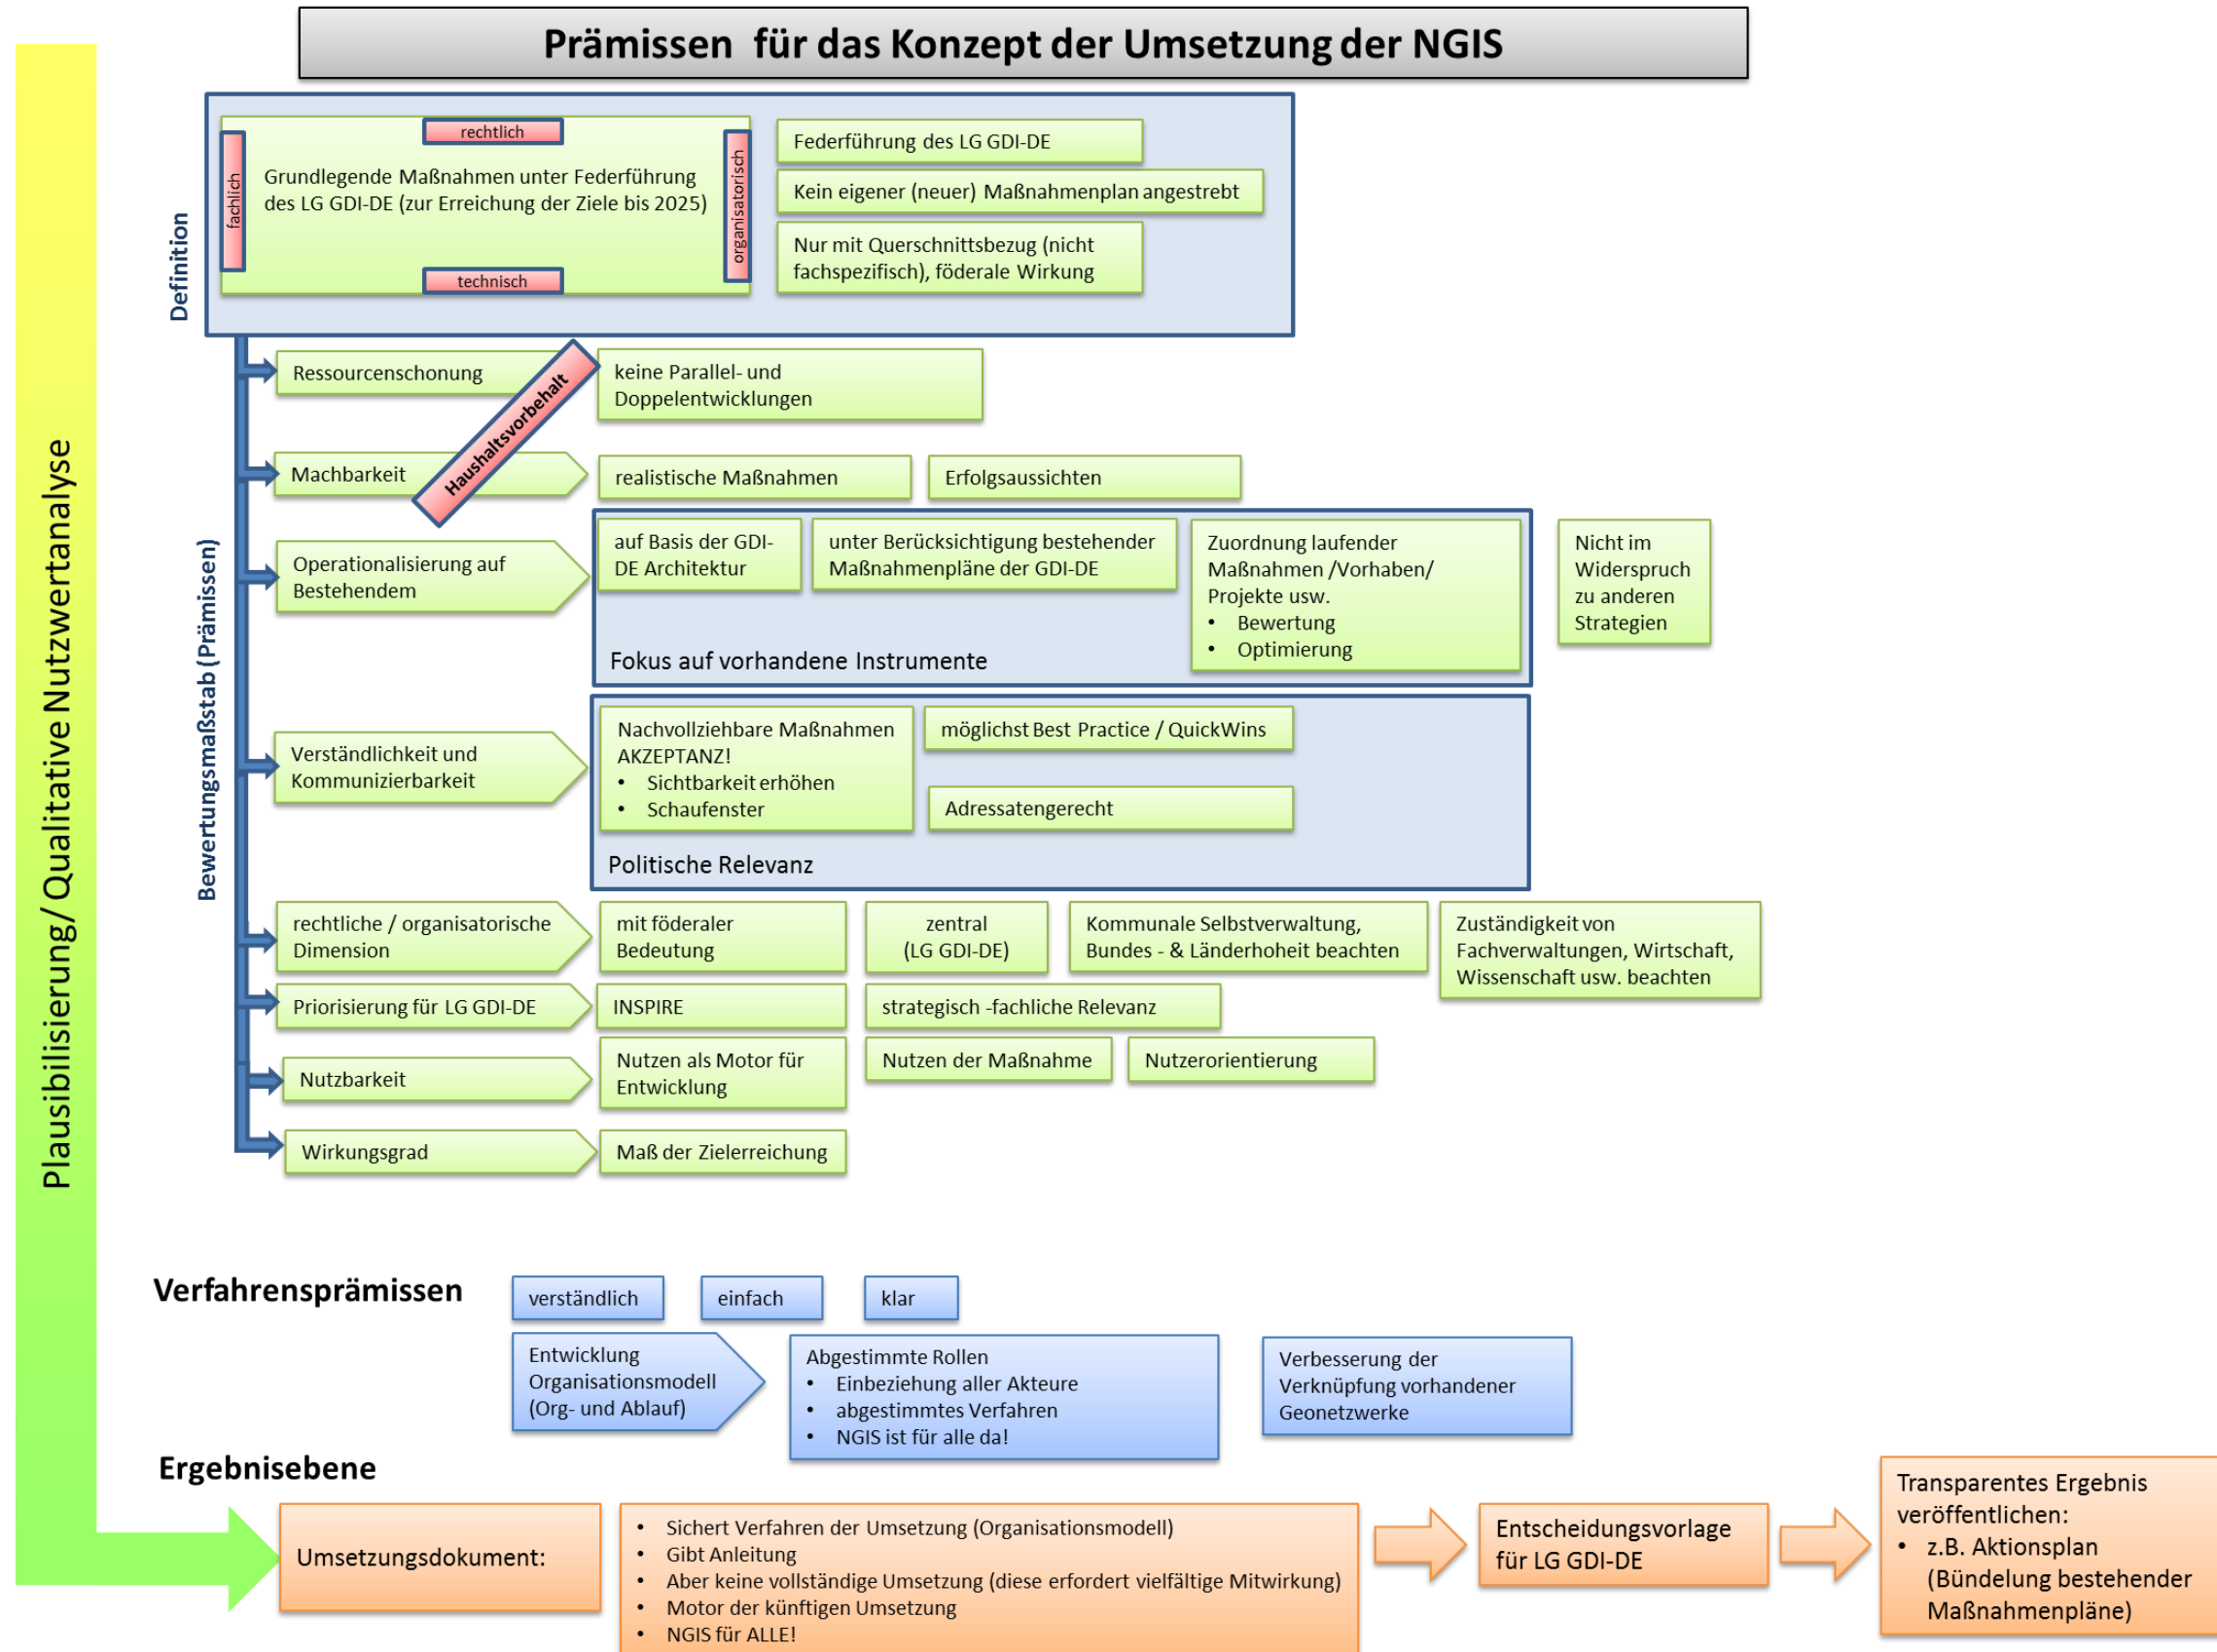 Prämissen für das Konzept der Umsetzung der NGIS
Plausibilisierung/ Qualitative Nutzwertanalyse
Definition
fachlich
rechtlich
Grundlegende Maßnahmen unter Federführung
des LG GDI-DE (zur Erreichung der Ziele bis 2025)
technisch
organisatorisch
Federführung des LG GDI-DE
Kein eigener (neuer) Maßnahmenplan angestrebt
Nur mit Querschnittsbezug (nicht
fachspezifisch), föderale Wirkung
Bewertungsmaßstab (Prämissen)
Ressourcenschonung
Haushaltsvorbehalt
keine Parallel- und
Doppelentwicklungen
Machbarkeit
realistische Maßnahmen
Erfolgsaussichten
Operationalisierung auf
Bestehendem
auf Basis der GDI-
DE Architektur
unter Berücksichtigung bestehender
Maßnahmenpläne der GDI-DE
Zuordnung laufender
Maßnahmen /Vorhaben/
Projekte usw.
• Bewertung
• Optimierung
Fokus auf vorhandene Instrumente
Nicht im
Widerspruch
zu anderen
Strategien
Verständlichkeit und
Kommunizierbarkeit
Nachvollziehbare Maßnahmen
AKZEPTANZ!
• Sichtbarkeit erhöhen
• Schaufenster
möglichst Best Practice / QuickWins
Adressatengerecht
Politische Relevanz
rechtliche / organisatorische
Dimension
mit föderaler
Bedeutung
zentral
(LG GDI-DE)
Kommunale Selbstverwaltung,
Bundes - & Länderhoheit beachten
Zuständigkeit von
Fachverwaltungen, Wirtschaft,
Wissenschaft usw. beachten
Priorisierung für LG GDI-DE
INSPIRE
strategisch -fachliche Relevanz
Nutzbarkeit
Nutzen als Motor für
Entwicklung
Nutzen der Maßnahme
Nutzerorientierung
Wirkungsgrad
Maß der Zielerreichung
Verfahrensprämissen
verständlich
einfach
klar
Entwicklung
Organisationsmodell
(Org- und Ablauf)
Abgestimmte Rollen
• Einbeziehung aller Akteure
• abgestimmtes Verfahren
• NGIS ist für alle da!
Verbesserung der
Verknüpfung vorhandener
Geonetzwerke
Ergebnisebene
Umsetzungsdokument:
• Sichert Verfahren der Umsetzung (Organisationsmodell)
• Gibt Anleitung
• Aber keine vollständige Umsetzung (diese erfordert vielfältige Mitwirkung)
• Motor der künftigen Umsetzung
• NGIS für ALLE!
Entscheidungsvorlage
für LG GDI-DE
Transparentes Ergebnis
veröffentlichen:
• z.B. Aktionsplan
(Bündelung bestehender
Maßnahmenpläne)